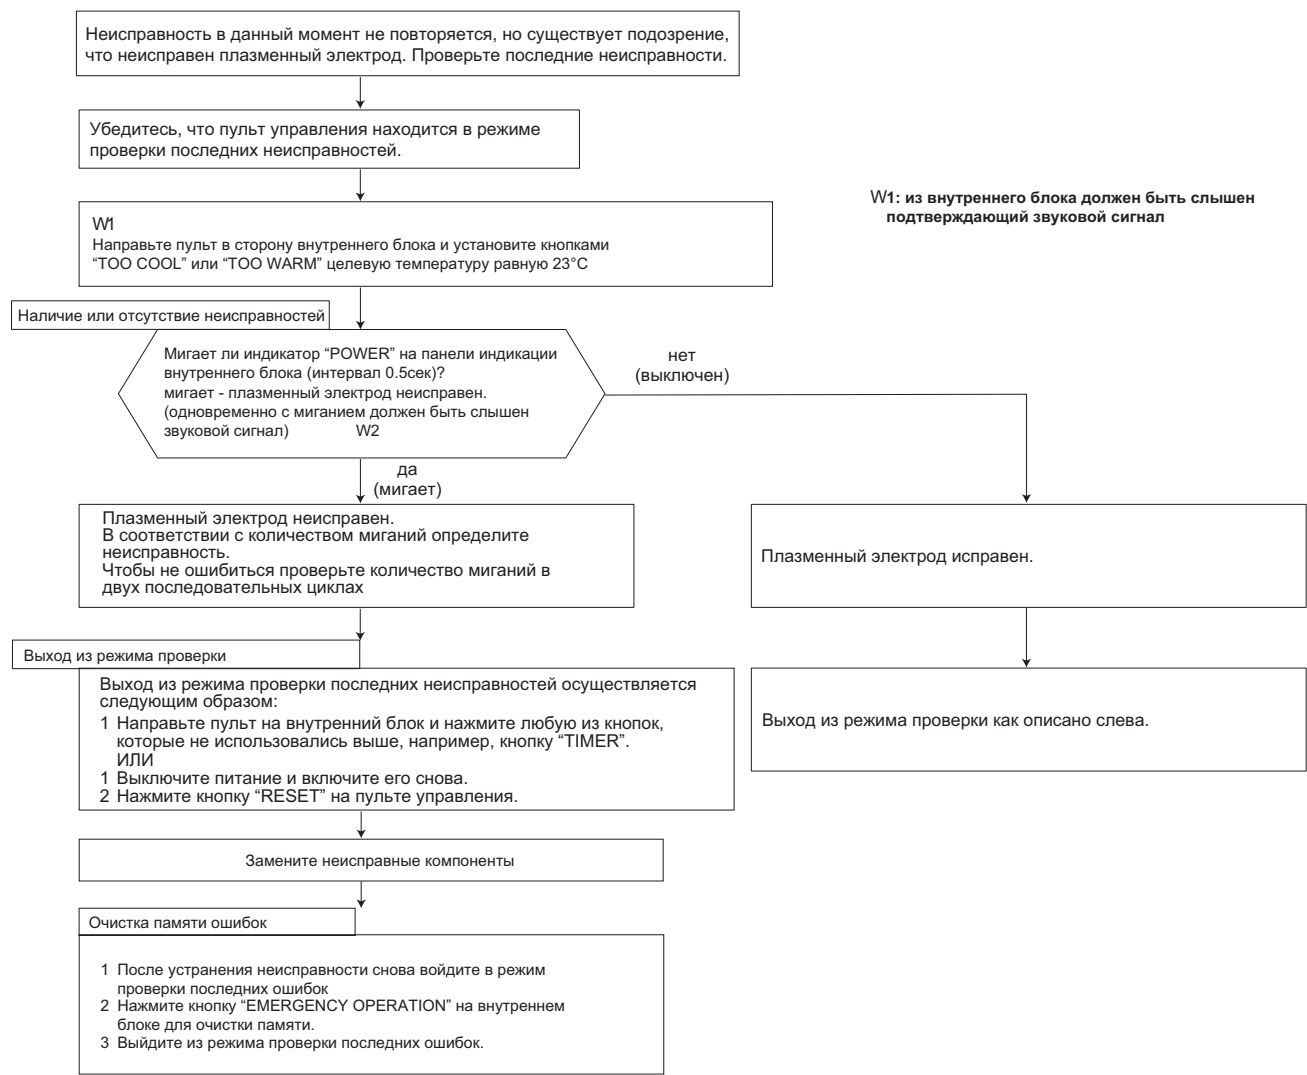 Неисправность в данный момент не повторяется, но существует подозрение,
что неисправен плазменный электрод. Проверьте последние неисправности.
Убедитесь, что пульт управления находится в режиме
проверки последних неисправностей.
W1: из внутреннего блока должен быть слышен
подтверждающий звуковой сигнал
W1
Направьте пульт в сторону внутреннего блока и установите кнопками
“TOO COOL” или “TOO WARM” целевую температуру равную 23°C
Наличие или отсутствие неисправностей
Мигает ли индикатор “POWER” на панели индикации
внутреннего блока (интервал 0.5сек)?
мигает - плазменный электрод неисправен.
(одновременно с миганием должен быть слышен
звуковой сигнал) W2
нет
(выключен)
да
(мигает)
Плазменный электрод неисправен.
В соответствии с количеством миганий определите
неисправность.
Чтобы не ошибиться проверьте количество миганий в
двух последовательных циклах
Плазменный электрод исправен.
Выход из режима проверки
Выход из режима проверки последних неисправностей осуществляется
следующим образом:
1 Направьте пульт на внутренний блок и нажмите любую из кнопок,
которые не использовались выше, например, кнопку “TIMER”.
ИЛИ
1 Выключите питание и включите его снова.
2 Нажмите кнопку “RESET” на пульте управления.
Выход из режима проверки как описано слева.
Замените неисправные компоненты
Очистка памяти ошибок
1 После устранения неисправности снова войдите в режим
проверки последних ошибок
2 Нажмите кнопку “EMERGENCY OPERATION” на внутреннем
блоке для очистки памяти.
3 Выйдите из режима проверки последних ошибок.